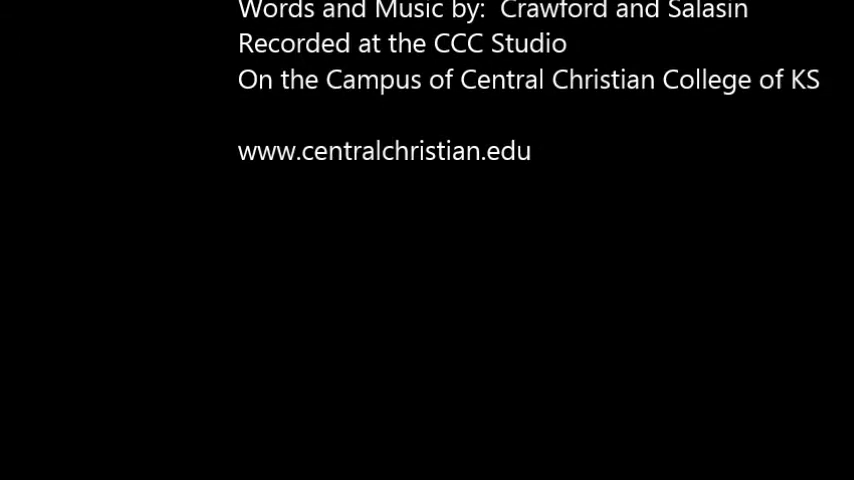 Words and Music by:  Crawford and Salasin
Recorded at the CCC Studio
On the Campus of Central Christian College of KS
www.centralchristian.edu